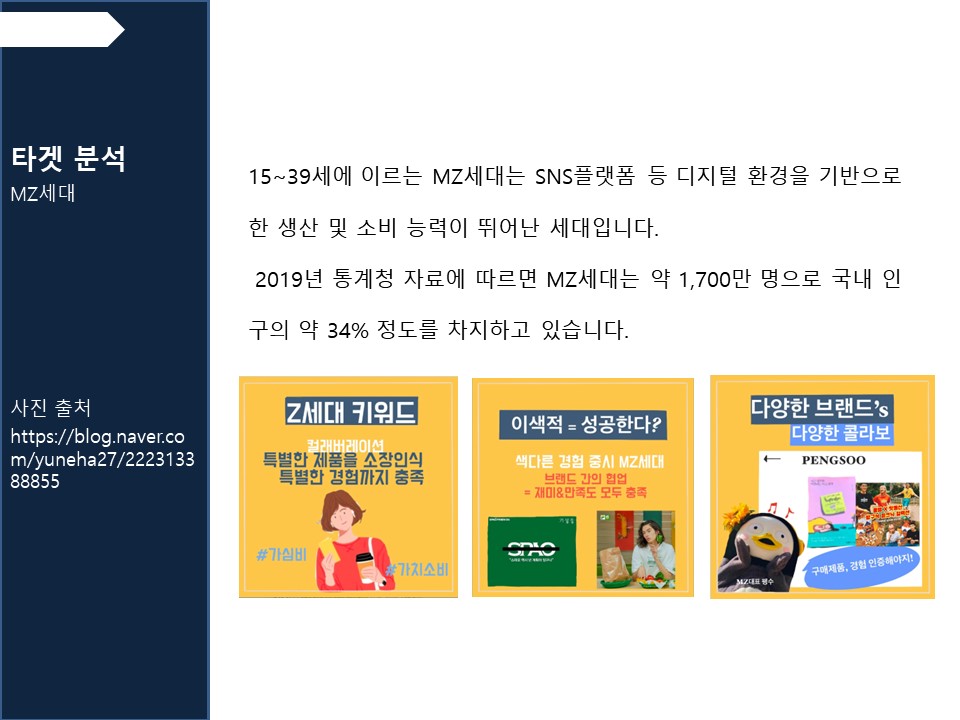 타겟 분석
MZ세대
사진 출처
https://blog.naver.co
m/yuneha27/2223133
88855
15~39세에 이르는 MZ세대는 SNS플랫폼 등 디지털 환경을 기반으로
한 생산 및 소비 능력이 뛰어난 세대입니다.
2019년 통계청 자료에 따르면 MZ세대는 약 1,700만 명으로 국내 인
구의 약 34% 정도를 차지하고 있습니다.
Z세대 키워드
컬래버레이션
특별한 제품을 소장인식
특별한 경험까지 충족
#가심비
#가치소비
이색적 = 성공한다?
색다른 경험 중시 MZ세대
브랜드 간의 협업
= 재미&만족도 모두 충족
SPAO
다양한 브랜드's
다양한 콜라보
PENGSOO
구매제품, 경험 인증해야지!
MZ대표 펭수